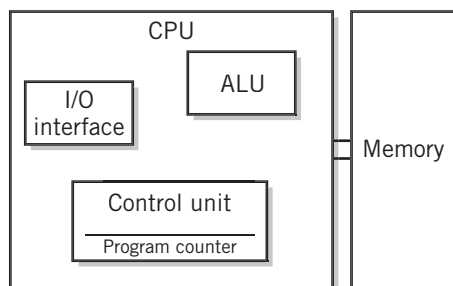 CPU
ALU
I/O
interface
Memory
Control unit
Program counter